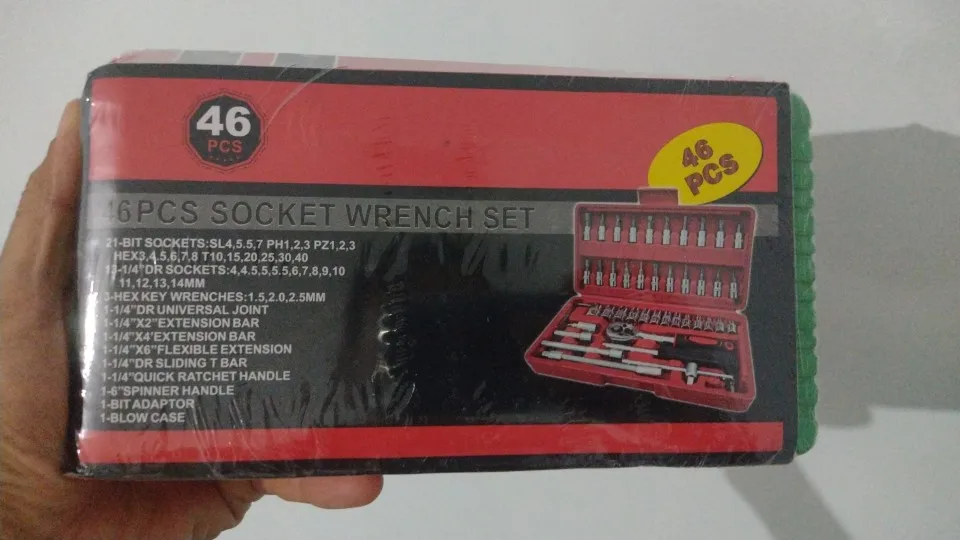 46
PCS
46
PCS
46PCS SOCKET WRENCH SET
21-BIT SOCKETS:SL4,5.5,7 PH1,2,3 PZ1,2,3
HEX3,4,5,6,7,8 T10,15,20,25,30,40
13-1/4"DR SOCKETS:4,4.5,5,5.5,6,7,8,9,10
11,12,13,14MM
3-HEX KEY WRENCHES:1.5,2.0,2.5MM
1-1/4"DR UNIVERSAL JOINT
1-1/4"X2"EXTENSION BAR
1-1/4"X4'EXTENSION BAR
1-1/4"X6"FLEXIBLE EXTENSION
1-1/4"DR SLIDING T BAR
1-1/4"QUICK RATCHET HANDLE
1-6"SPINNER HANDLE
1-BIT ADAPTOR
1-BLOW CASE